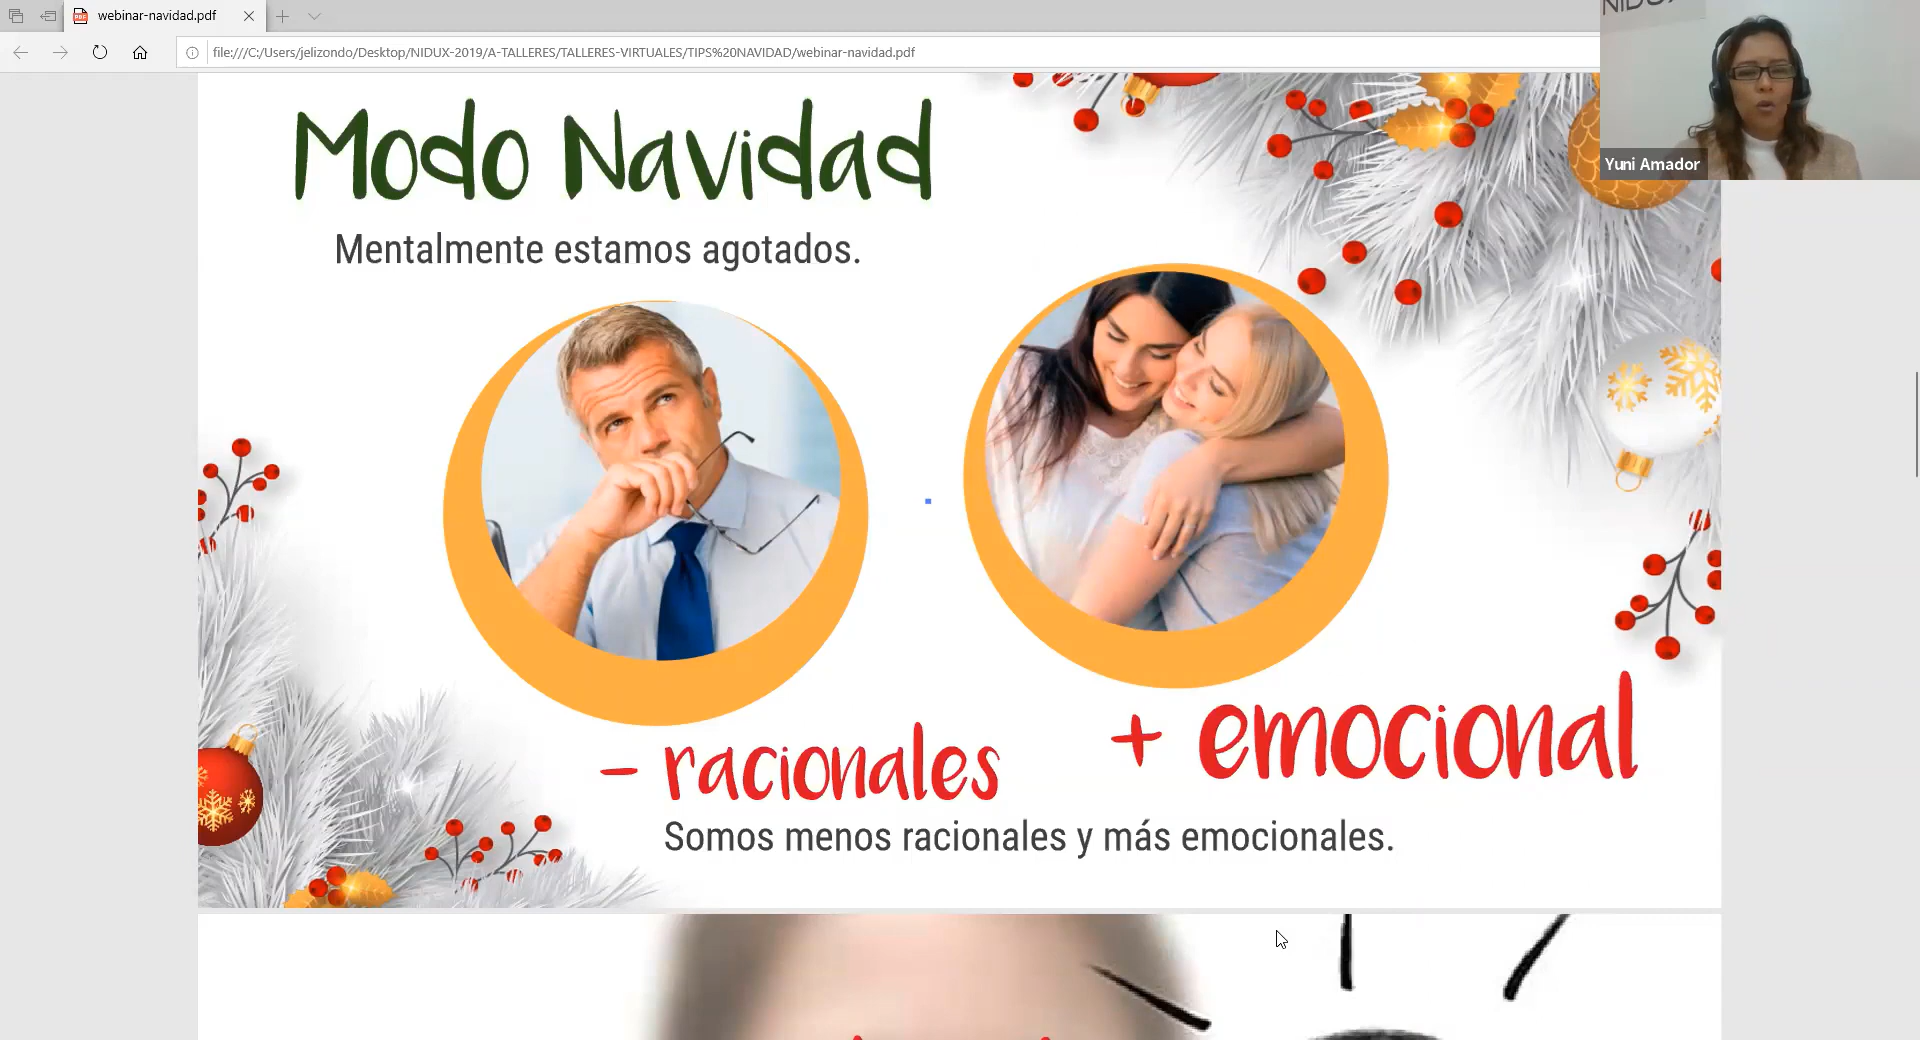 webinar-navidad.pdf
file:///C:/Users/jelizondo/Desktop/NIDUX-2019/A-TALLERES/TALLERES-VIRTUALES/TIPS%20NAVIDAD/webinar-navidad.pdf
NIDUX
Yuni Amador
Modo Navidad
Mentalmente estamos agotados.
- racionales
+ emocional
Somos menos racionales y más emocionales.